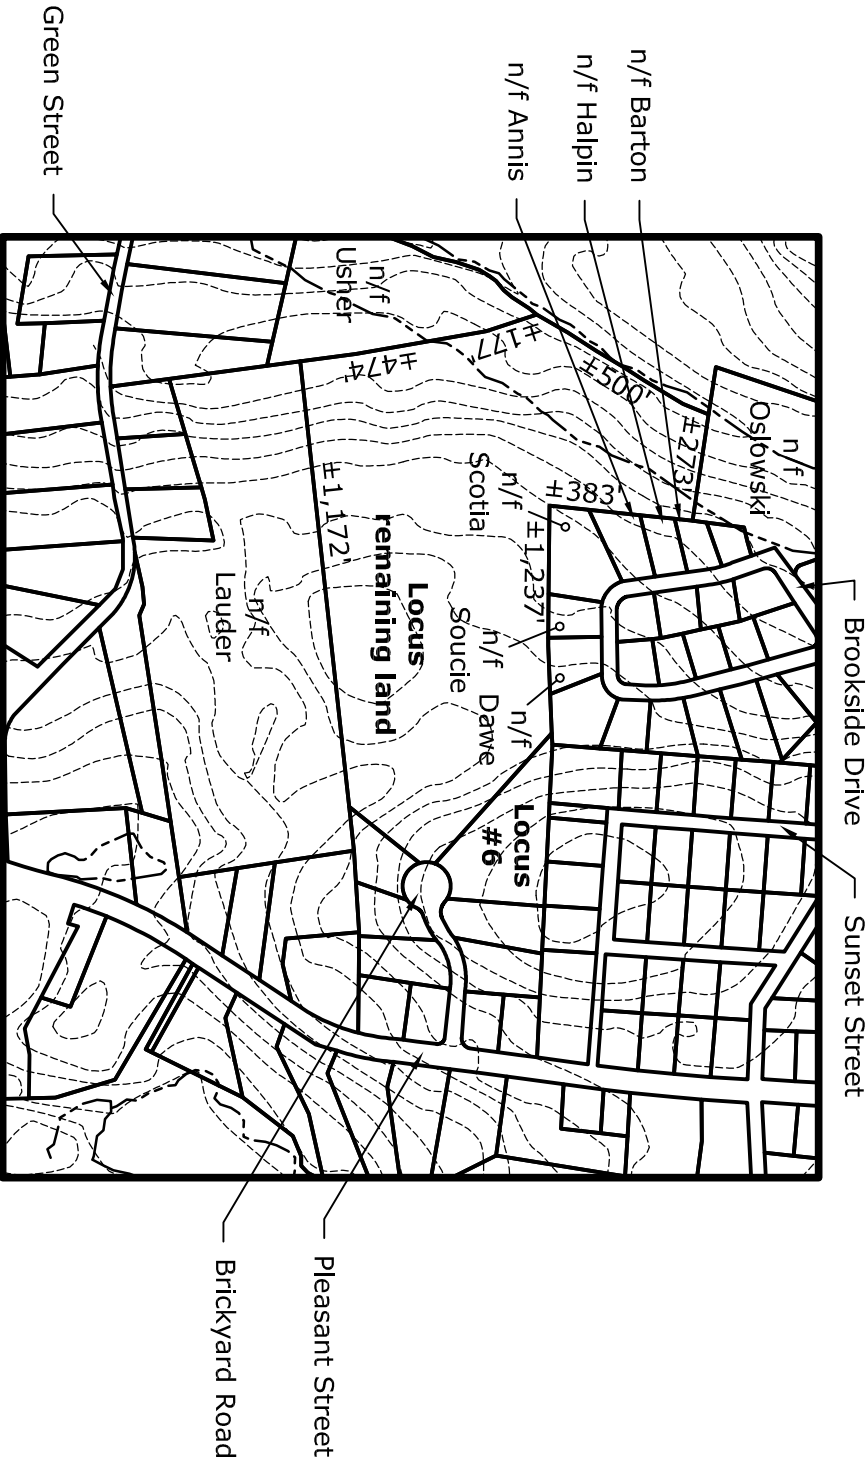 Green Street
n/f Annis
n/f Halpin
n/f Barton
n/f
Usher
±474'
±177'
±500'
±273'
n/f
Oslowski
±383'
±1,237'
±1,172'
n/f
Scotia
n/f
Soucie
n/f
Dawe
Locus
remaining land
n/f
Lauder
Locus
#6
Brookside Drive
Sunset Street
Pleasant Street
Brickyard Road